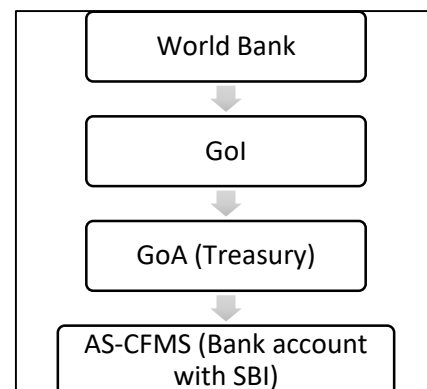 World Bank
GoI
GoA (Treasury)
AS-CFMS (Bank account
with SBI)